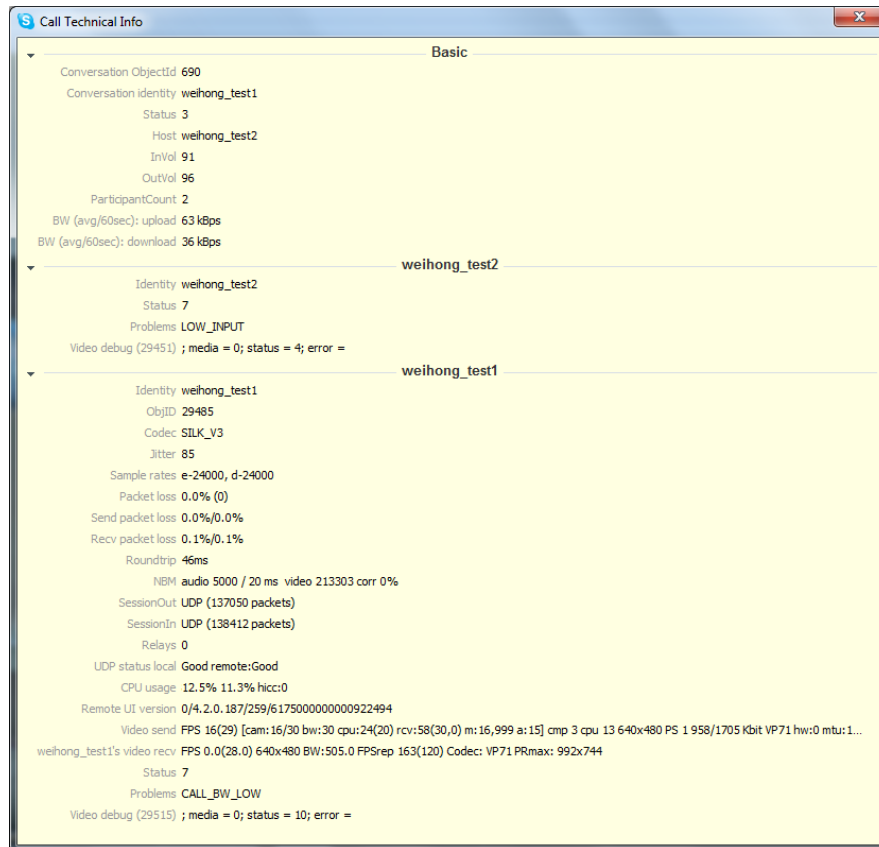 Call Technical Info
Basic
Conversation ObjectId 690
Conversation identity weihong_test1
Status 3
Host weihong_test2
InVol 91
OutVol 96
ParticipantCount 2
BW (avg/60sec): upload 63 kBps
BW (avg/60sec): download 36 kBps
weihong_test2
Identity weihong_test2
Status 7
Problems LOW_INPUT
Video debug (29451) ; media = 0; status = 4; error =
weihong_test1
Identity weihong_test1
ObjID 29485
Codec SILK_V3
Jitter 85
Sample rates e-24000, d-24000
Packet loss 0.0% (0)
Send packet loss 0.0%/0.0%
Recv packet loss 0.1%/0.1%
Roundtrip 46ms
NBM audio 5000 / 20 ms video 213303 corr 0%
SessionOut UDP (137050 packets)
SessionIn UDP (138412 packets)
Relays 0
UDP status local Good remote:Good
CPU usage 12.5% 11.3% hicc:0
Remote UI version 0/4.2.0.187/259/6175000000000922494
Video send FPS 16(29) [cam:16/30 bw:30 cpu:24(20) rcv:58(30,0) m:16,999 a:15] cmp 3 cpu 13 640x480 PS 1 958/1705 Kbit VP71 hw:0 mtu:1...
weihong_test1's video recv FPS 0.0(28.0) 640x480 BW:505.0 FPSrep 163(120) Codec: VP71 PRmax: 992x744
Status 7
Problems CALL_BW_LOW
Video debug (29515) ; media = 0; status = 10; error =